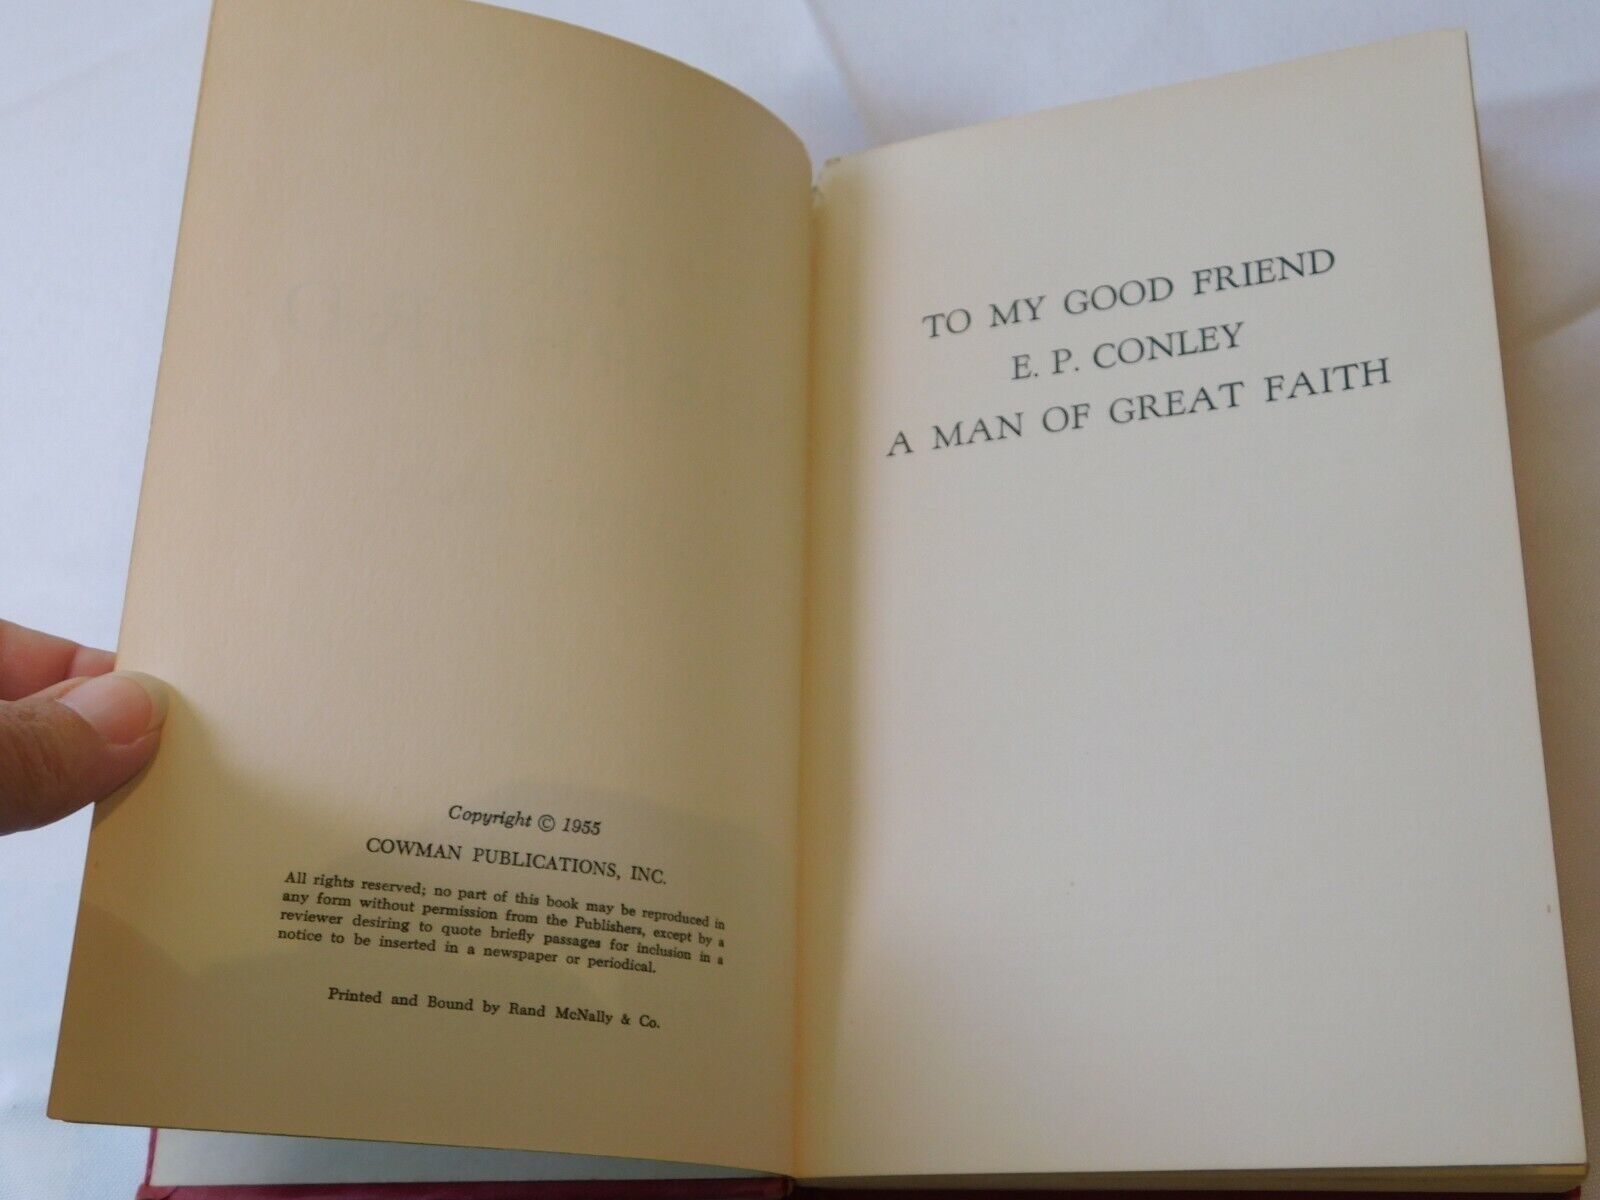 Copyright © 1955
COWMAN PUBLICATIONS, INC.
All rights reserved; no part of this book may be reproduced in
any form without permission from the Publishers, except by a
reviewer desiring to quote briefly passages for inclusion in a
notice to be inserted in a newspaper or periodical.
Printed and Bound by Rand McNally & Co.
TO MY GOOD FRIEND
E. P. CONLEY
A MAN OF GREAT FAITH